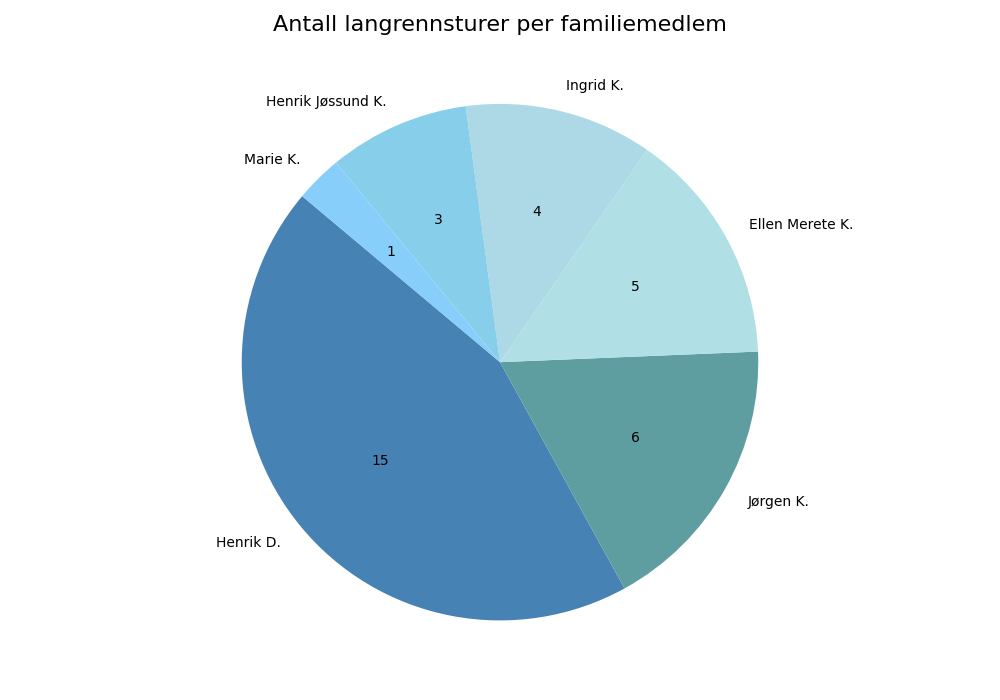 Antall langrennsturer per familiemedlem
Ingrid K.
Henrik Jøssund K.
Marie K.
4
3
Ellen Merete K.
1
5
6
15
Jørgen K.
Henrik D.